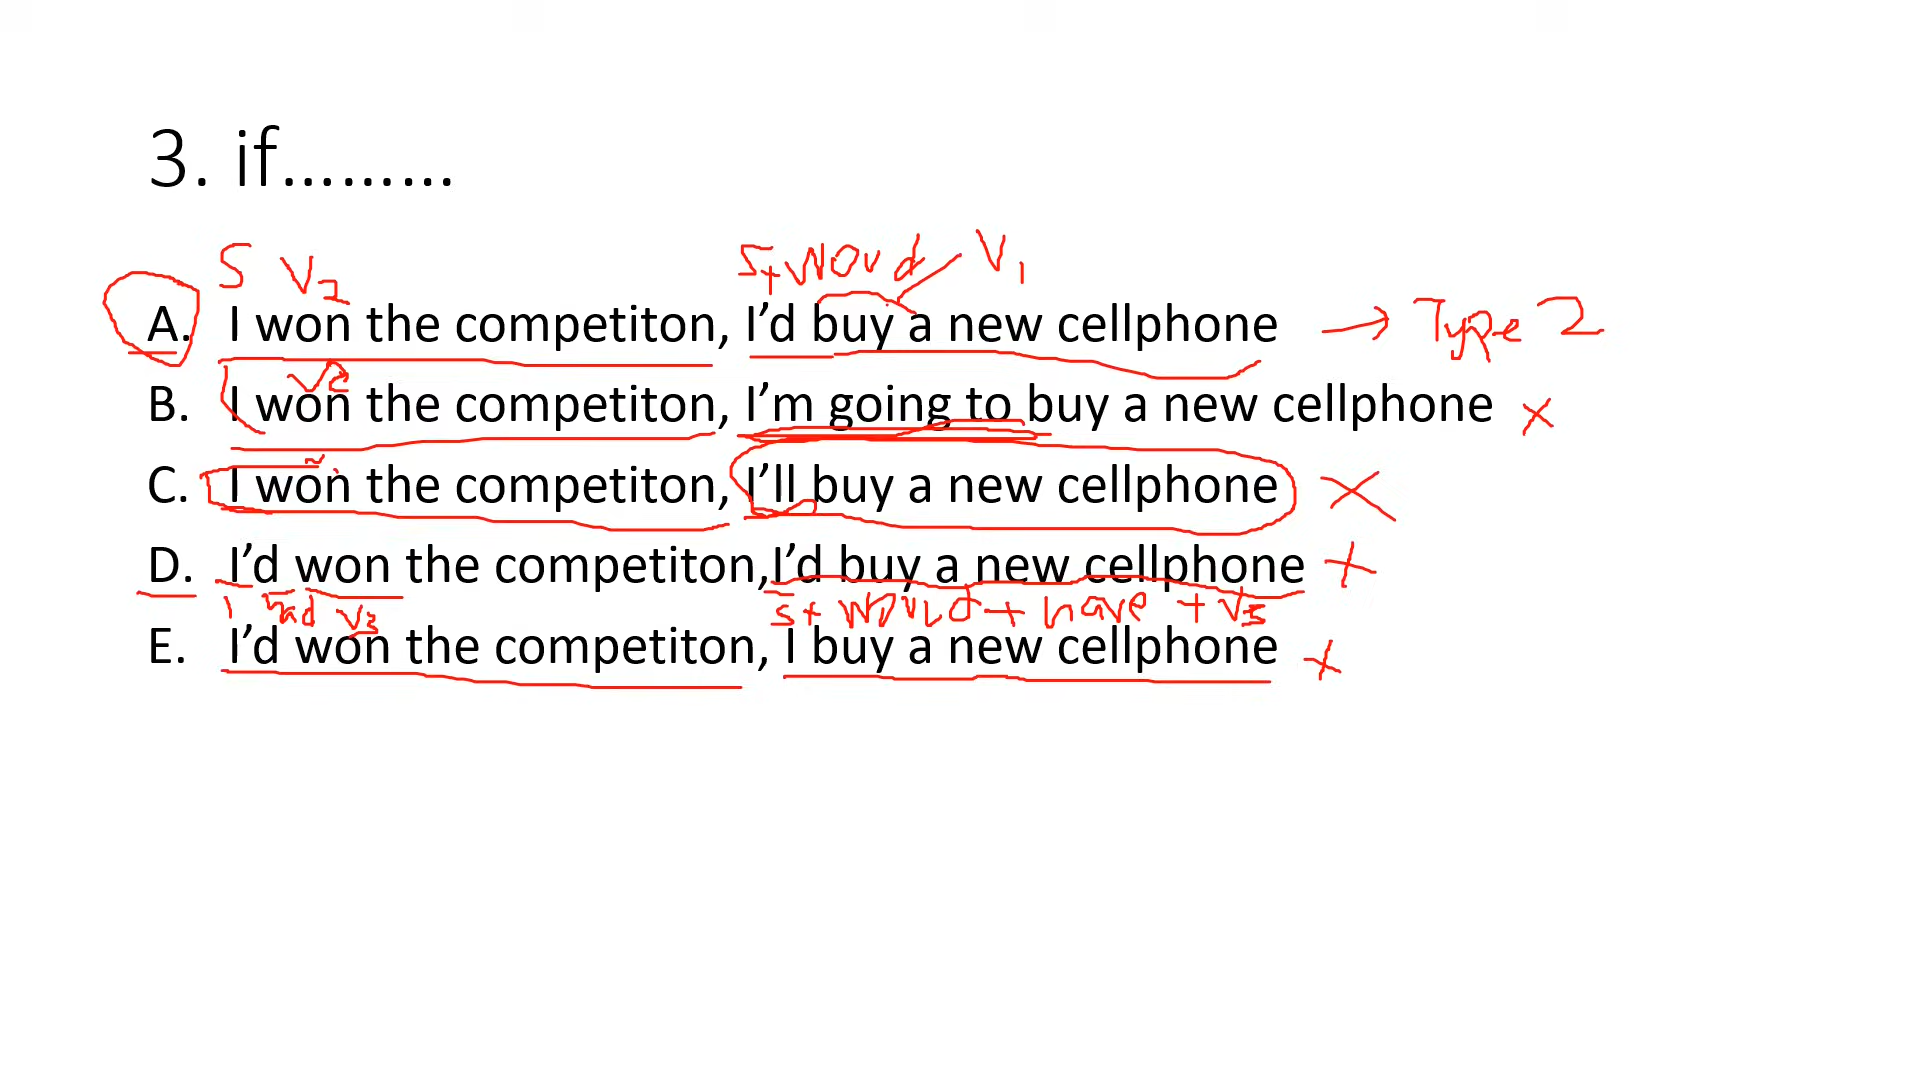 3. if.........
S V2 S+ Woud V1
A. I won the competiton, I'd buy a new cellphone → Type 2
V2
B. I won the competiton, I'm going to buy a new cellphone x
C. I won the competiton, I'll buy a new cellphone x
D. I'd won the competiton,I'd buy a new cellphone x
I had V3 S+ WOULd + have + V3
E. I'd won the competiton, I buy a new cellphone x